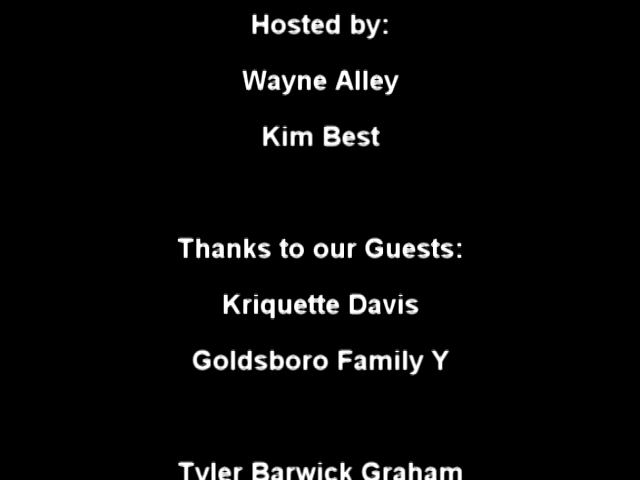 Hosted by:
Wayne Alley
Kim Best
Thanks to our Guests:
Kriquette Davis
Goldsboro Family Y
Tyler Barwick Graham